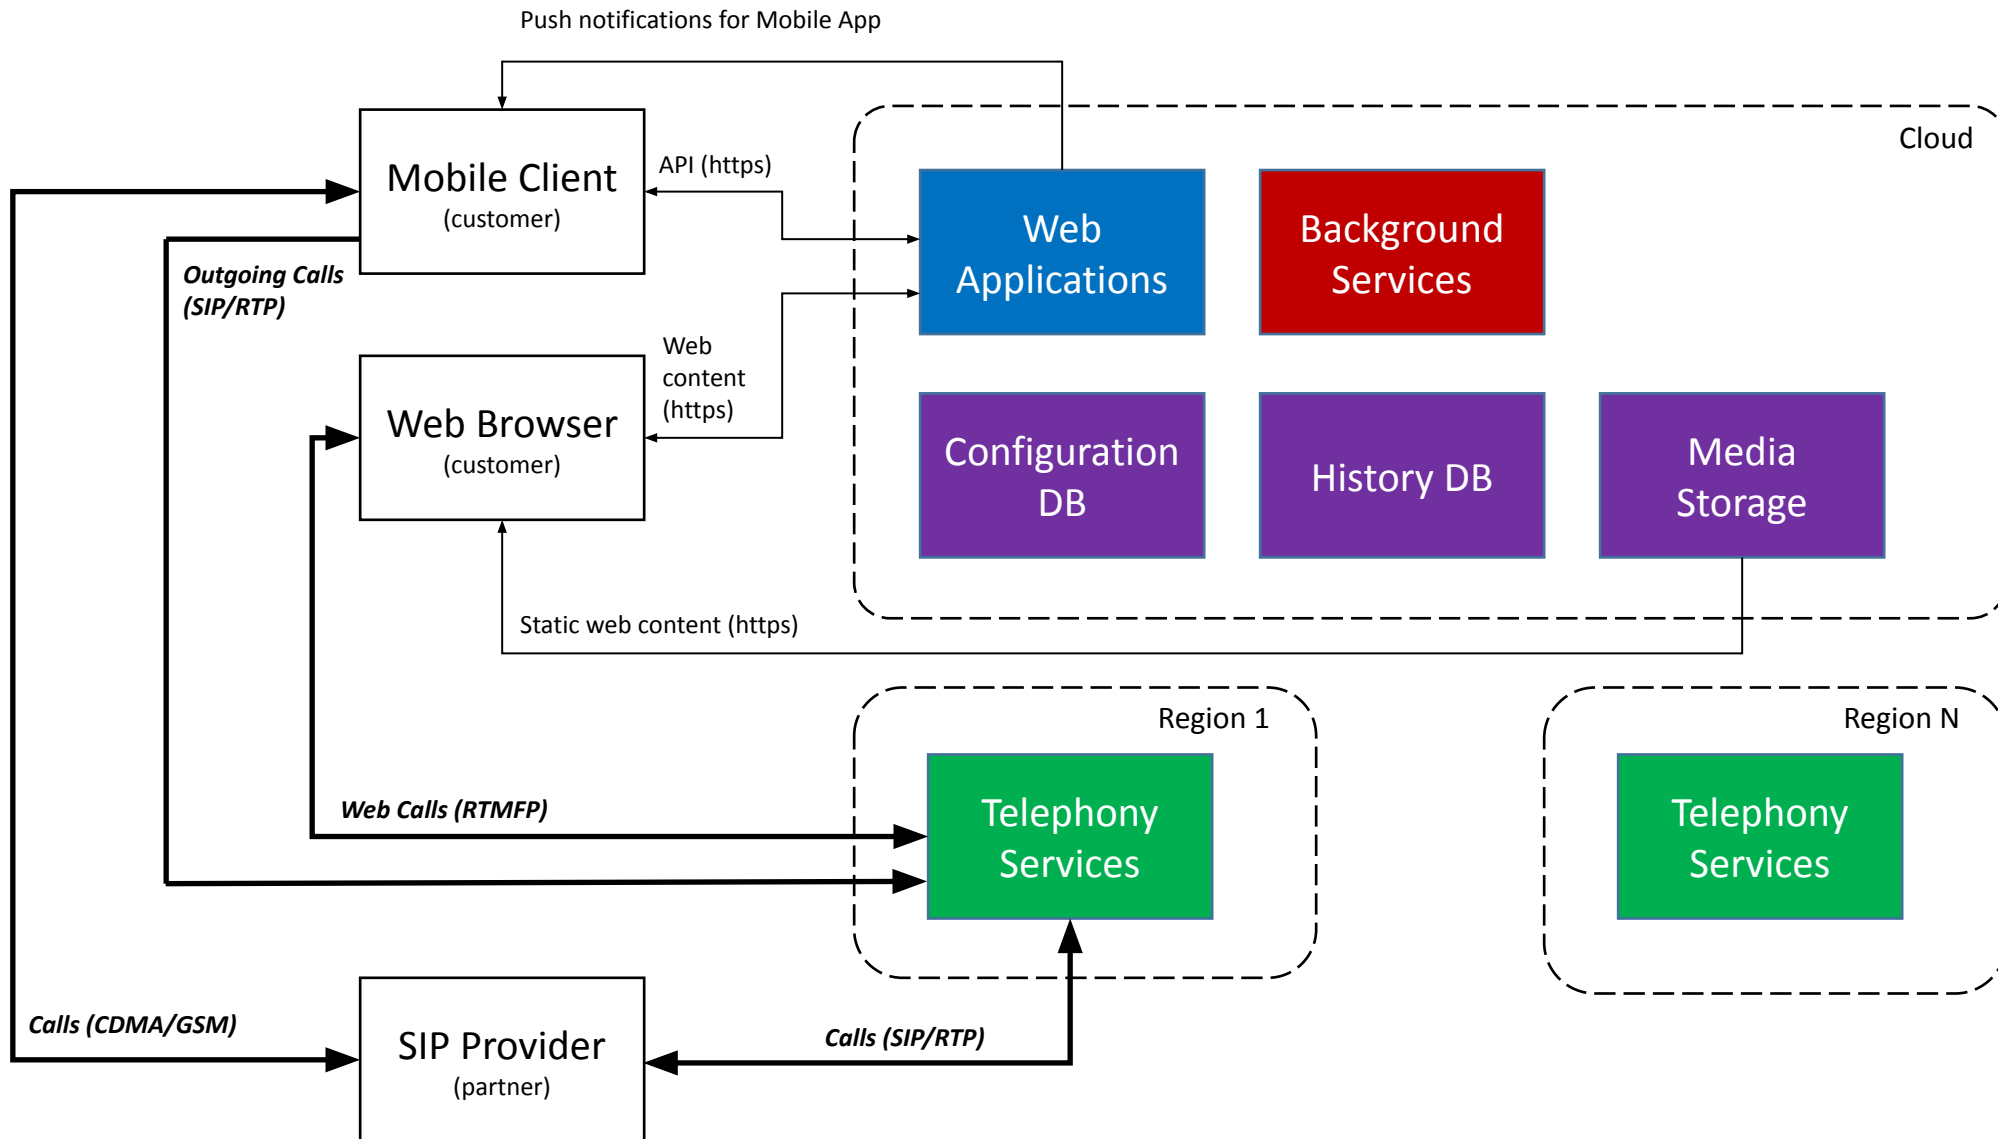 Push notifications for Mobile App
Cloud
Mobile Client
(customer)
API (https)
Web
Applications
Background
Services
Outgoing Calls
(SIP/RTP)
Web
content
(https)
Web Browser
(customer)
Configuration
DB
History DB
Media
Storage
Static web content (https)
Region 1
Region N
Web Calls (RTMFP)
Telephony
Services
Telephony
Services
Calls (CDMA/GSM)
SIP Provider
(partner)
Calls (SIP/RTP)